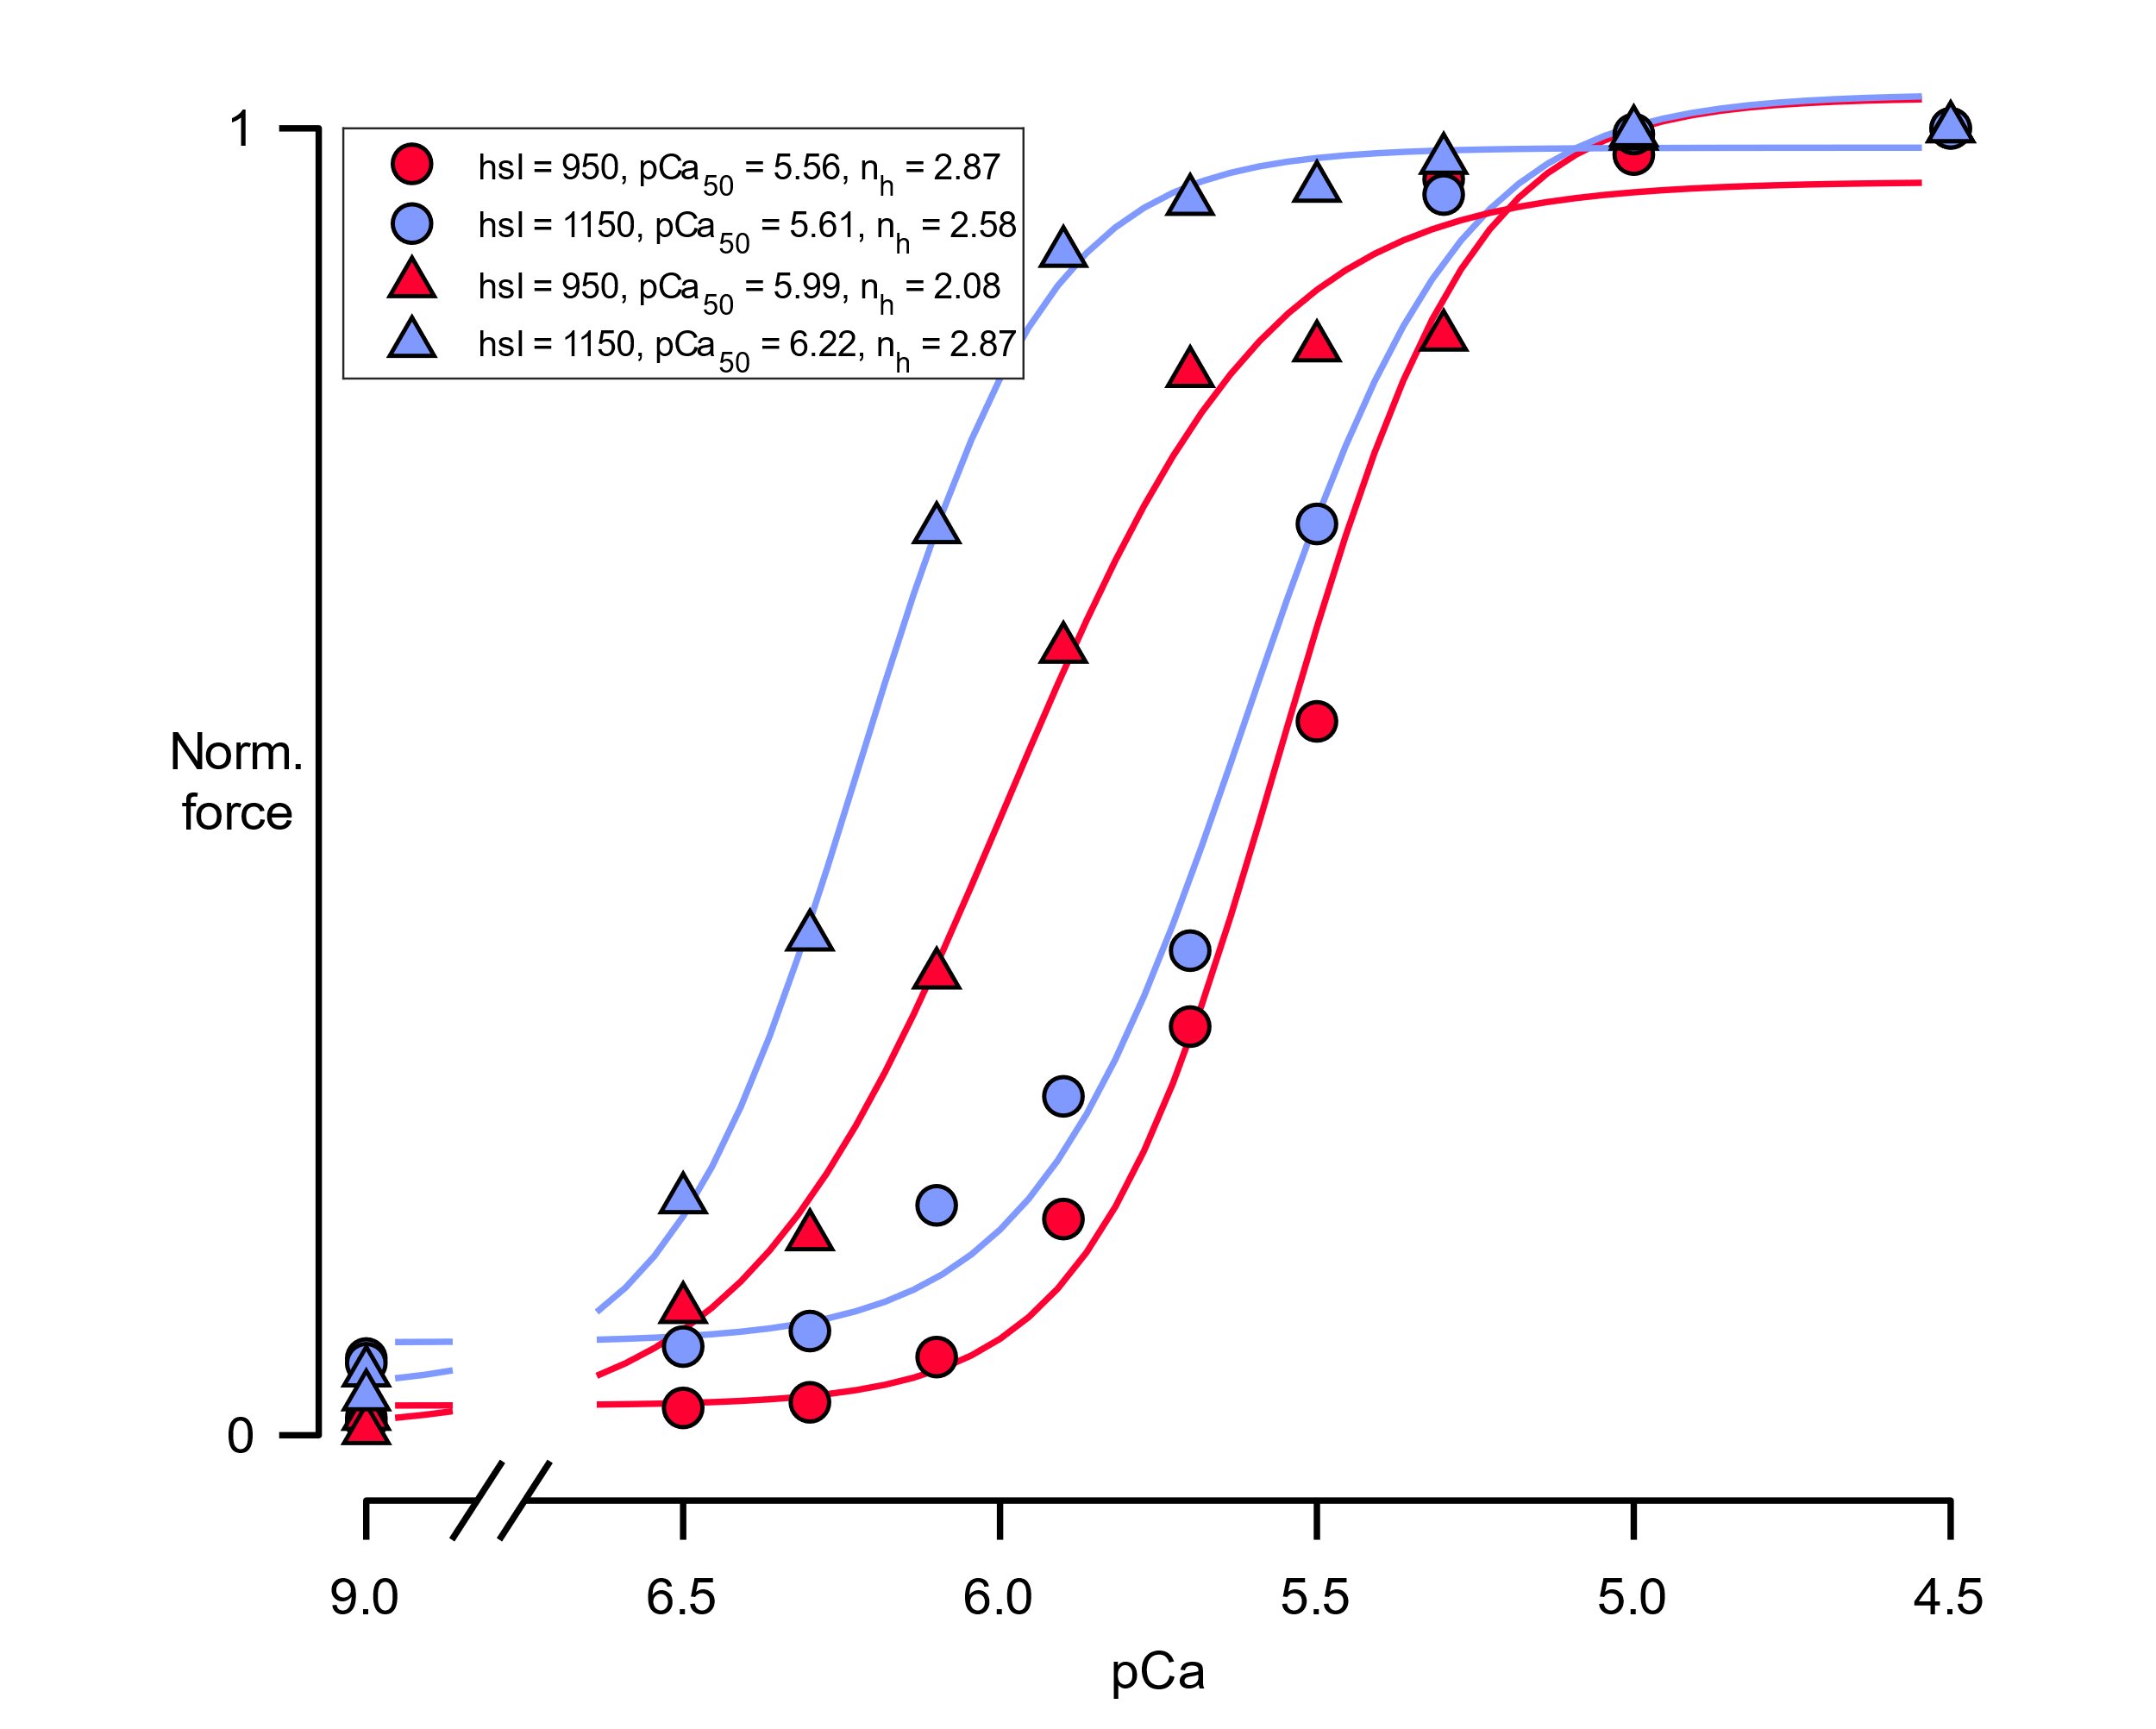 1
hsl = 950, pCa50 = 5.56, nh = 2.87
hsl = 1150, pCa50 = 5.61, nh = 2.58
hsl = 950, pCa50 = 5.99, nh = 2.08
hsl = 1150, pCa50 = 6.22, nh = 2.87
Norm.
force
0
9.0 6.5 6.0 5.5 5.0 4.5
pCa